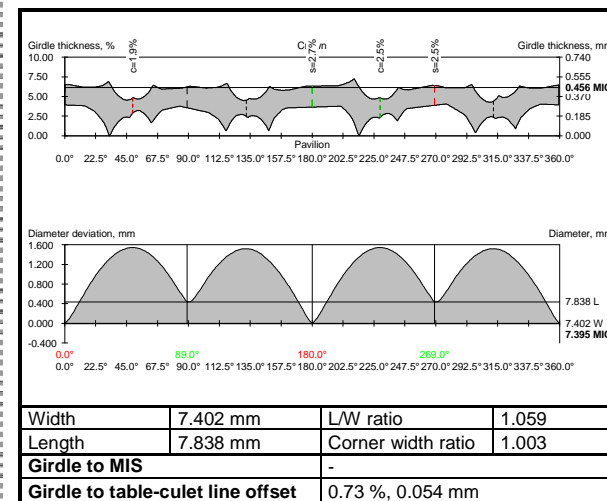 Girdle thickness, %
Girdle thickness, mm
c=1.9%
s=2.7%
c=2.5%
s=2.5%
10.00
7.50
5.00
2.50
0.00
0.740
0.555
0.456
0.370
0.185
0.000
Pavilion
0.0° 22.5° 45.0° 67.5° 90.0° 112.5° 135.0° 157.5° 180.0° 202.5° 225.0° 247.5° 270.0° 292.5° 315.0° 337.5° 360.0°
Diameter deviation, mm
1.600
1.200
0.800
0.400
0.000
-0.400
7.838 L
7.402 W
7.395
0.0° 89.0° 180.0° 269.0°
0.0° 22.5° 45.0° 67.5° 90.0° 112.5° 135.0° 157.5° 180.0° 202.5° 225.0° 247.5° 270.0° 292.5° 315.0° 337.5° 360.0°
Width 7.402 mm L/W ratio 1.059
Length 7.838 mm Corner width ratio 1.003
Girdle to MIS -
Girdle to table-culet line offset 0.73 %, 0.054 mm